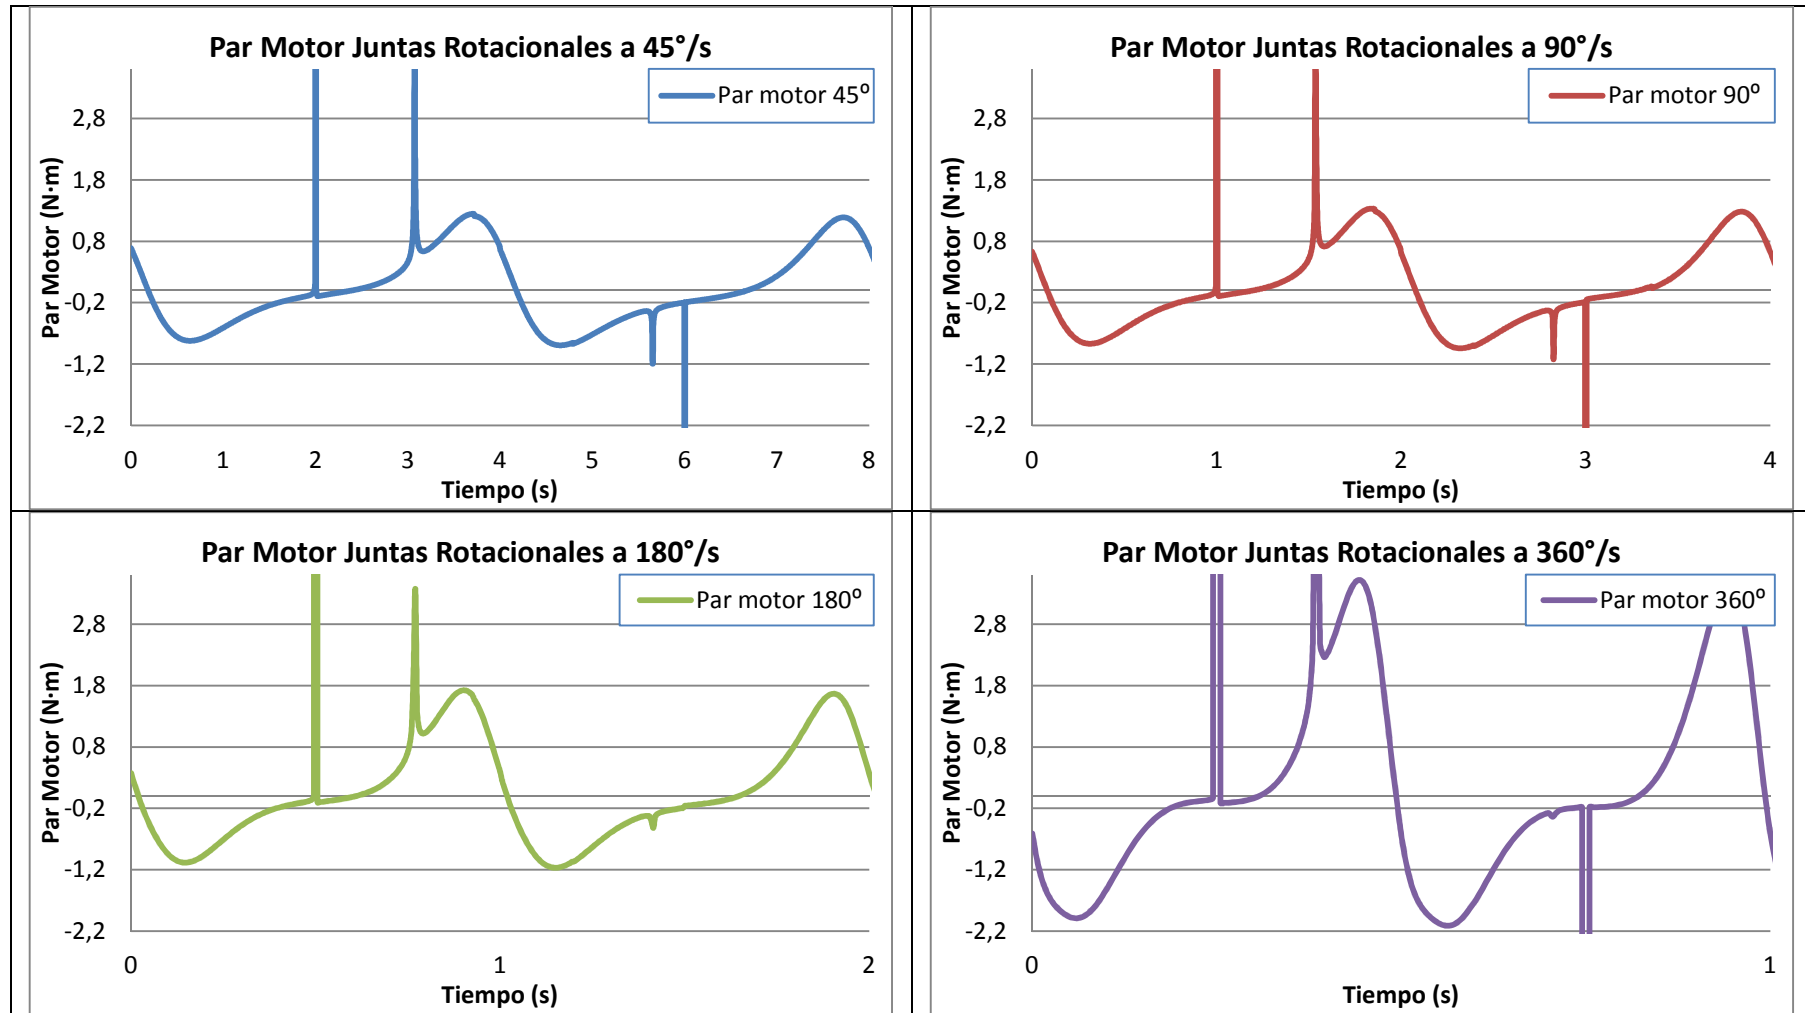 Par Motor Juntas Rotacionales a 45°/s
Par motor 45º
2,8
1,8
0,8
-0,2
-1,2
-2,2
Par Motor (N·m)
0 1 2 3 4 5 6 7 8
Tiempo (s)
Par Motor Juntas Rotacionales a 90°/s
Par motor 90º
2,8
1,8
0,8
-0,2
-1,2
-2,2
Par Motor (N·m)
0 1 2 3 4
Tiempo (s)
Par Motor Juntas Rotacionales a 180°/s
Par motor 180º
2,8
1,8
0,8
-0,2
-1,2
-2,2
Par Motor (N·m)
0 1 2
Tiempo (s)
Par Motor Juntas Rotacionales a 360°/s
Par motor 360º
2,8
1,8
0,8
-0,2
-1,2
-2,2
Par Motor (N·m)
0 1
Tiempo (s)